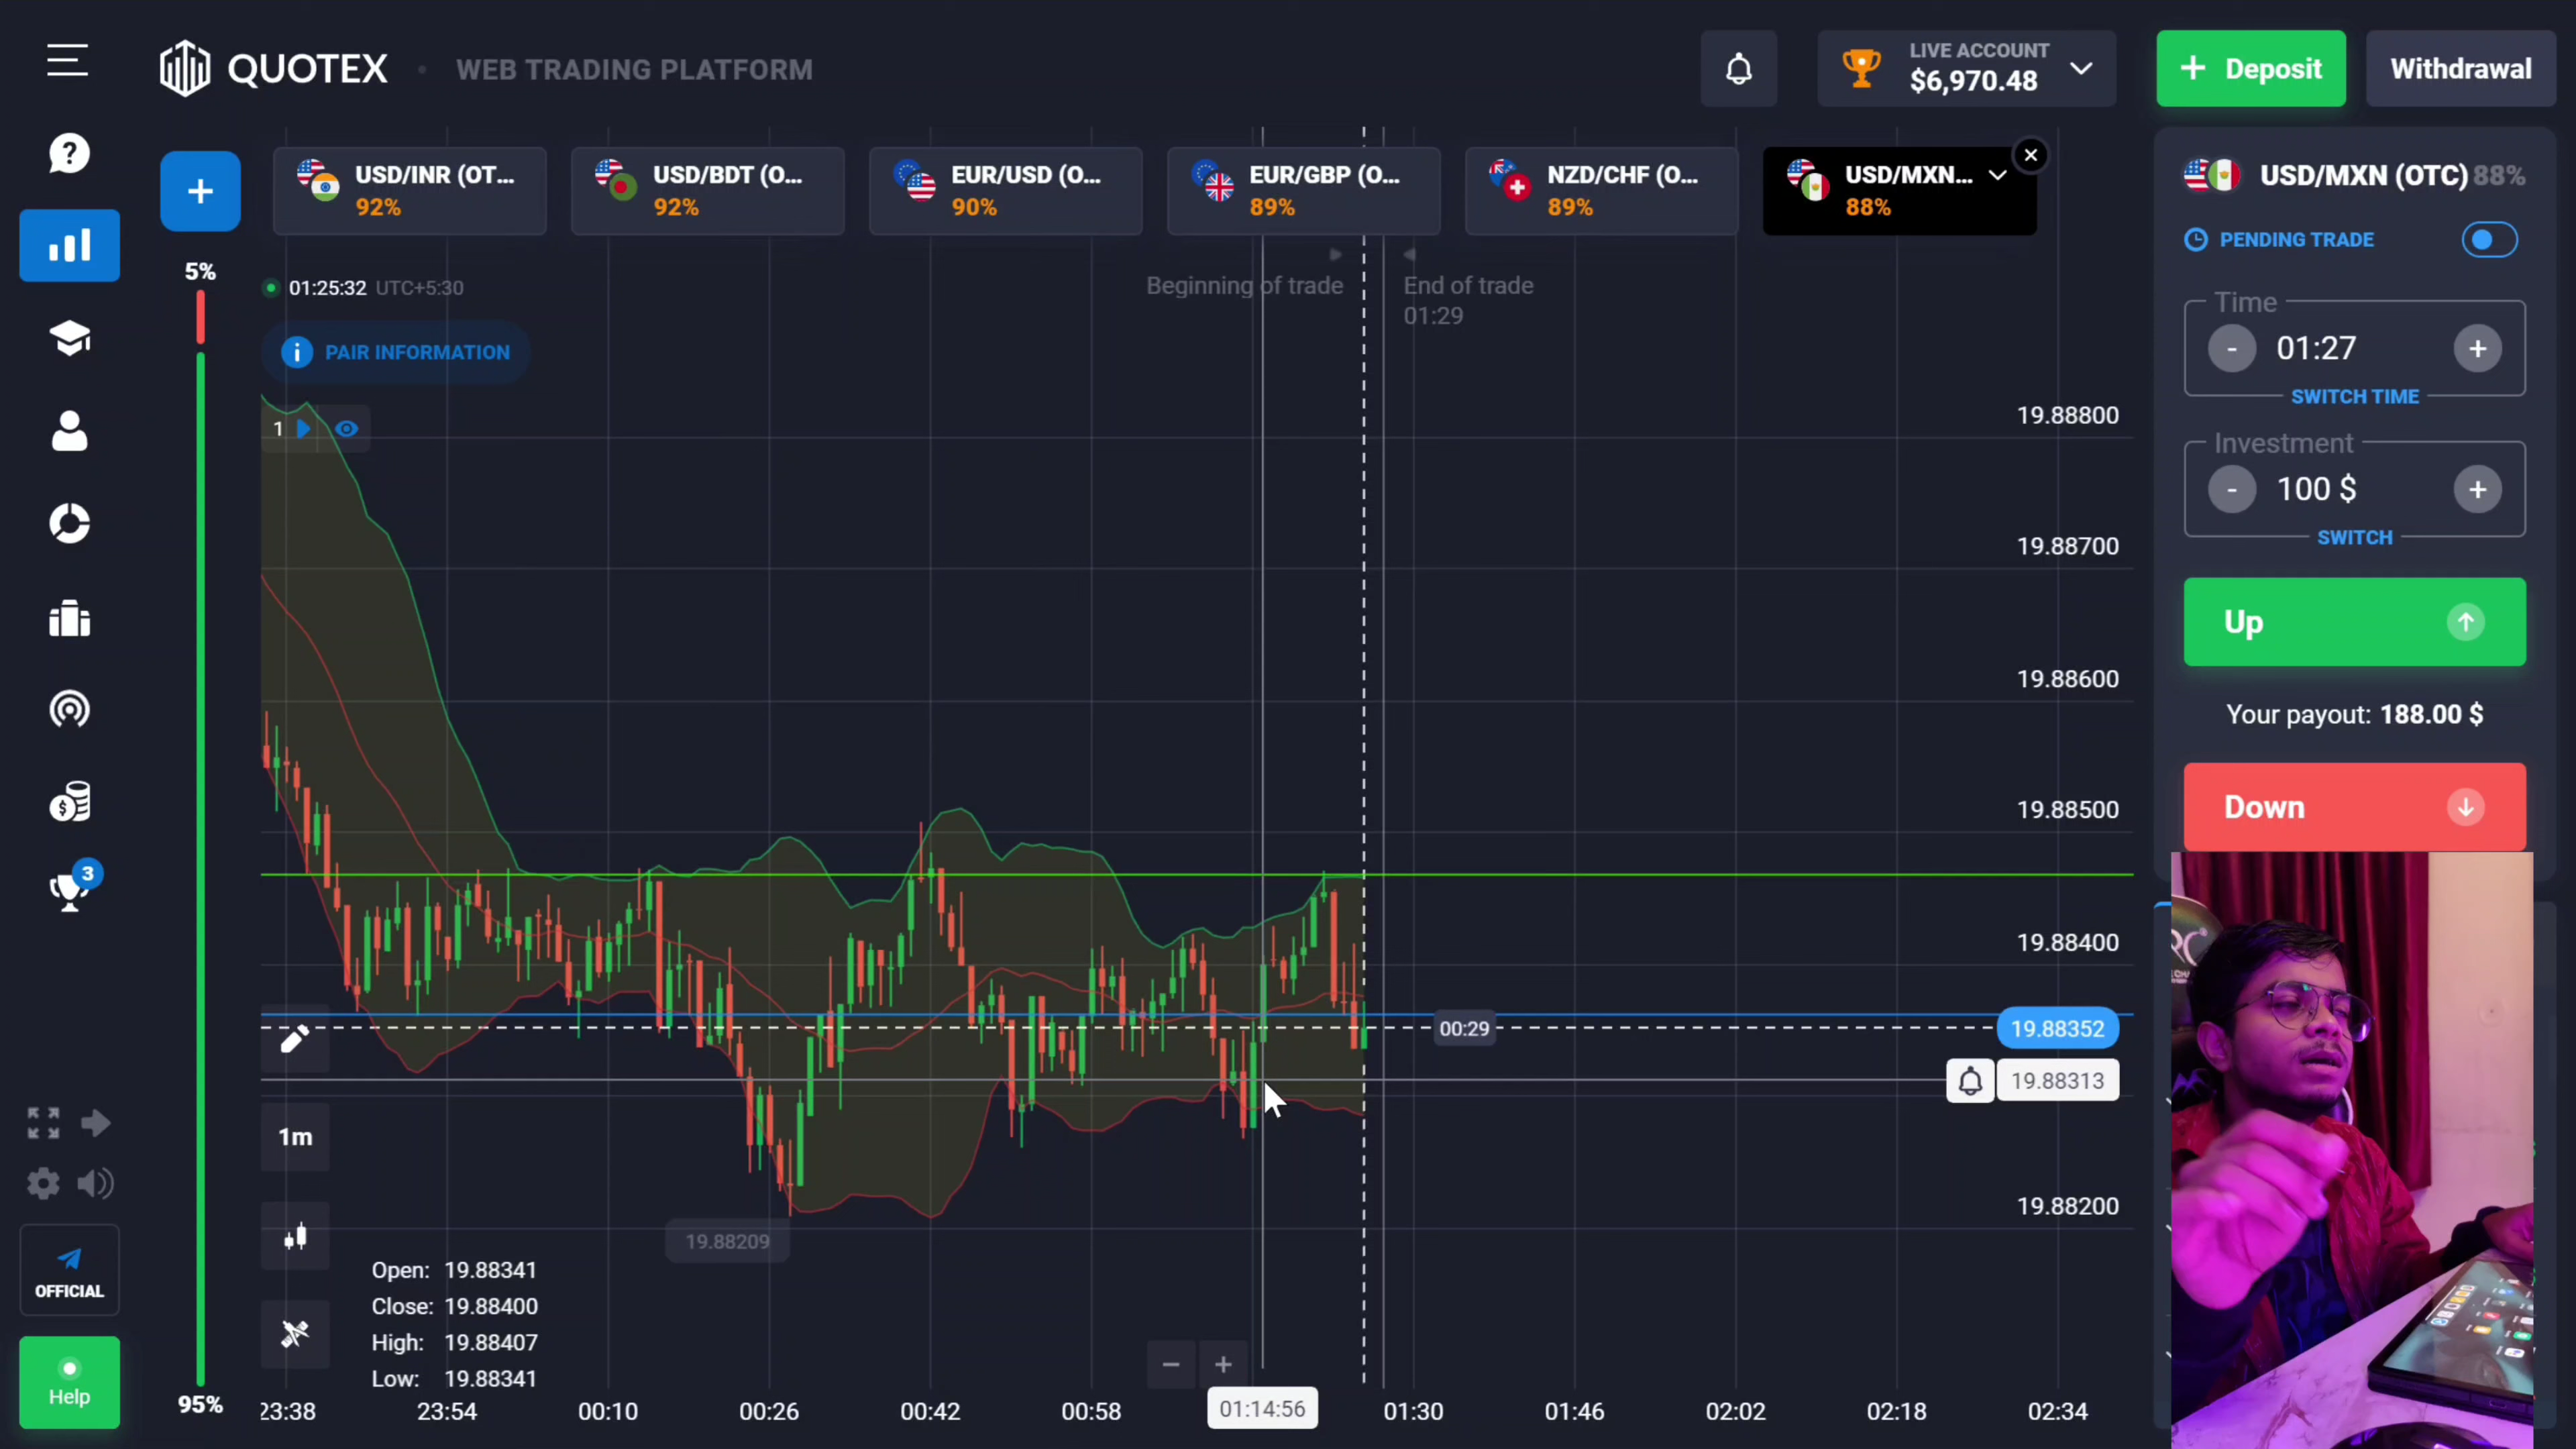 QUOTEX
WEB TRADING PLATFORM
LIVE ACCOUNT
$6,970.48
+ Deposit
Withdrawal
+
USD/INR (OT...
92%
USD/BDT (O...
92%
EUR/USD (O...
90%
EUR/GBP (O...
89%
NZD/CHF (O...
89%
USD/MXN...
88%
USD/MXN (OTC) 88%
PENDING TRADE
5%
01:25:32 UTC+5:30
Beginning of trade
End of trade
01:29
i PAIR INFORMATION
1
Time
- 01:27 +
SWITCH TIME
Investment
- 100 $ +
SWITCH
Up
Your payout: 188.00 $
Down
19.88800
19.88700
19.88600
19.88500
19.88400
00:29
19.88352
19.88313
19.88200
3
1m
19.88209
Open: 19.88341
Close: 19.88400
High: 19.88407
Low: 19.88341
OFFICIAL
Help
95%
− +
23:38
23:54
00:10
00:26
00:42
00:58
01:14:56
01:30
01:46
02:02
02:18
02:34